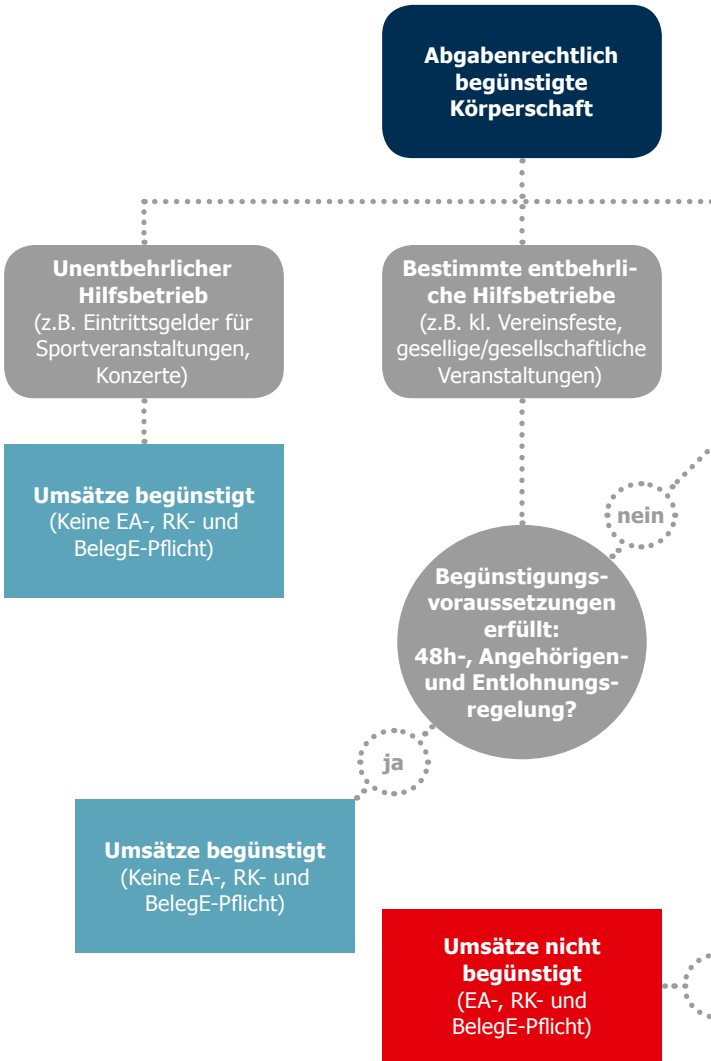 Abgabenrechtlich
begünstigte
Körperschaft
Unentbehrlicher
Hilfsbetrieb
(z.B. Eintrittsgelder für
Sportveranstaltungen,
Konzerte)
Bestimmte entbehrli-
che Hilfsbetriebe
(z.B. kl. Vereinsfeste,
gesellige/gesellschaftliche
Veranstaltungen)
Umsätze begünstigt
(Keine EA-, RK- und
BelegE-Pflicht)
nein
Begünstigungs-
voraussetzungen
erfüllt:
48h-, Angehörigen-
und Entlohnungs-
regelung?
ja
Umsätze begünstigt
(Keine EA-, RK- und
BelegE-Pflicht)
Umsätze nicht
begünstigt
(EA-, RK- und
BelegE-Pflicht)